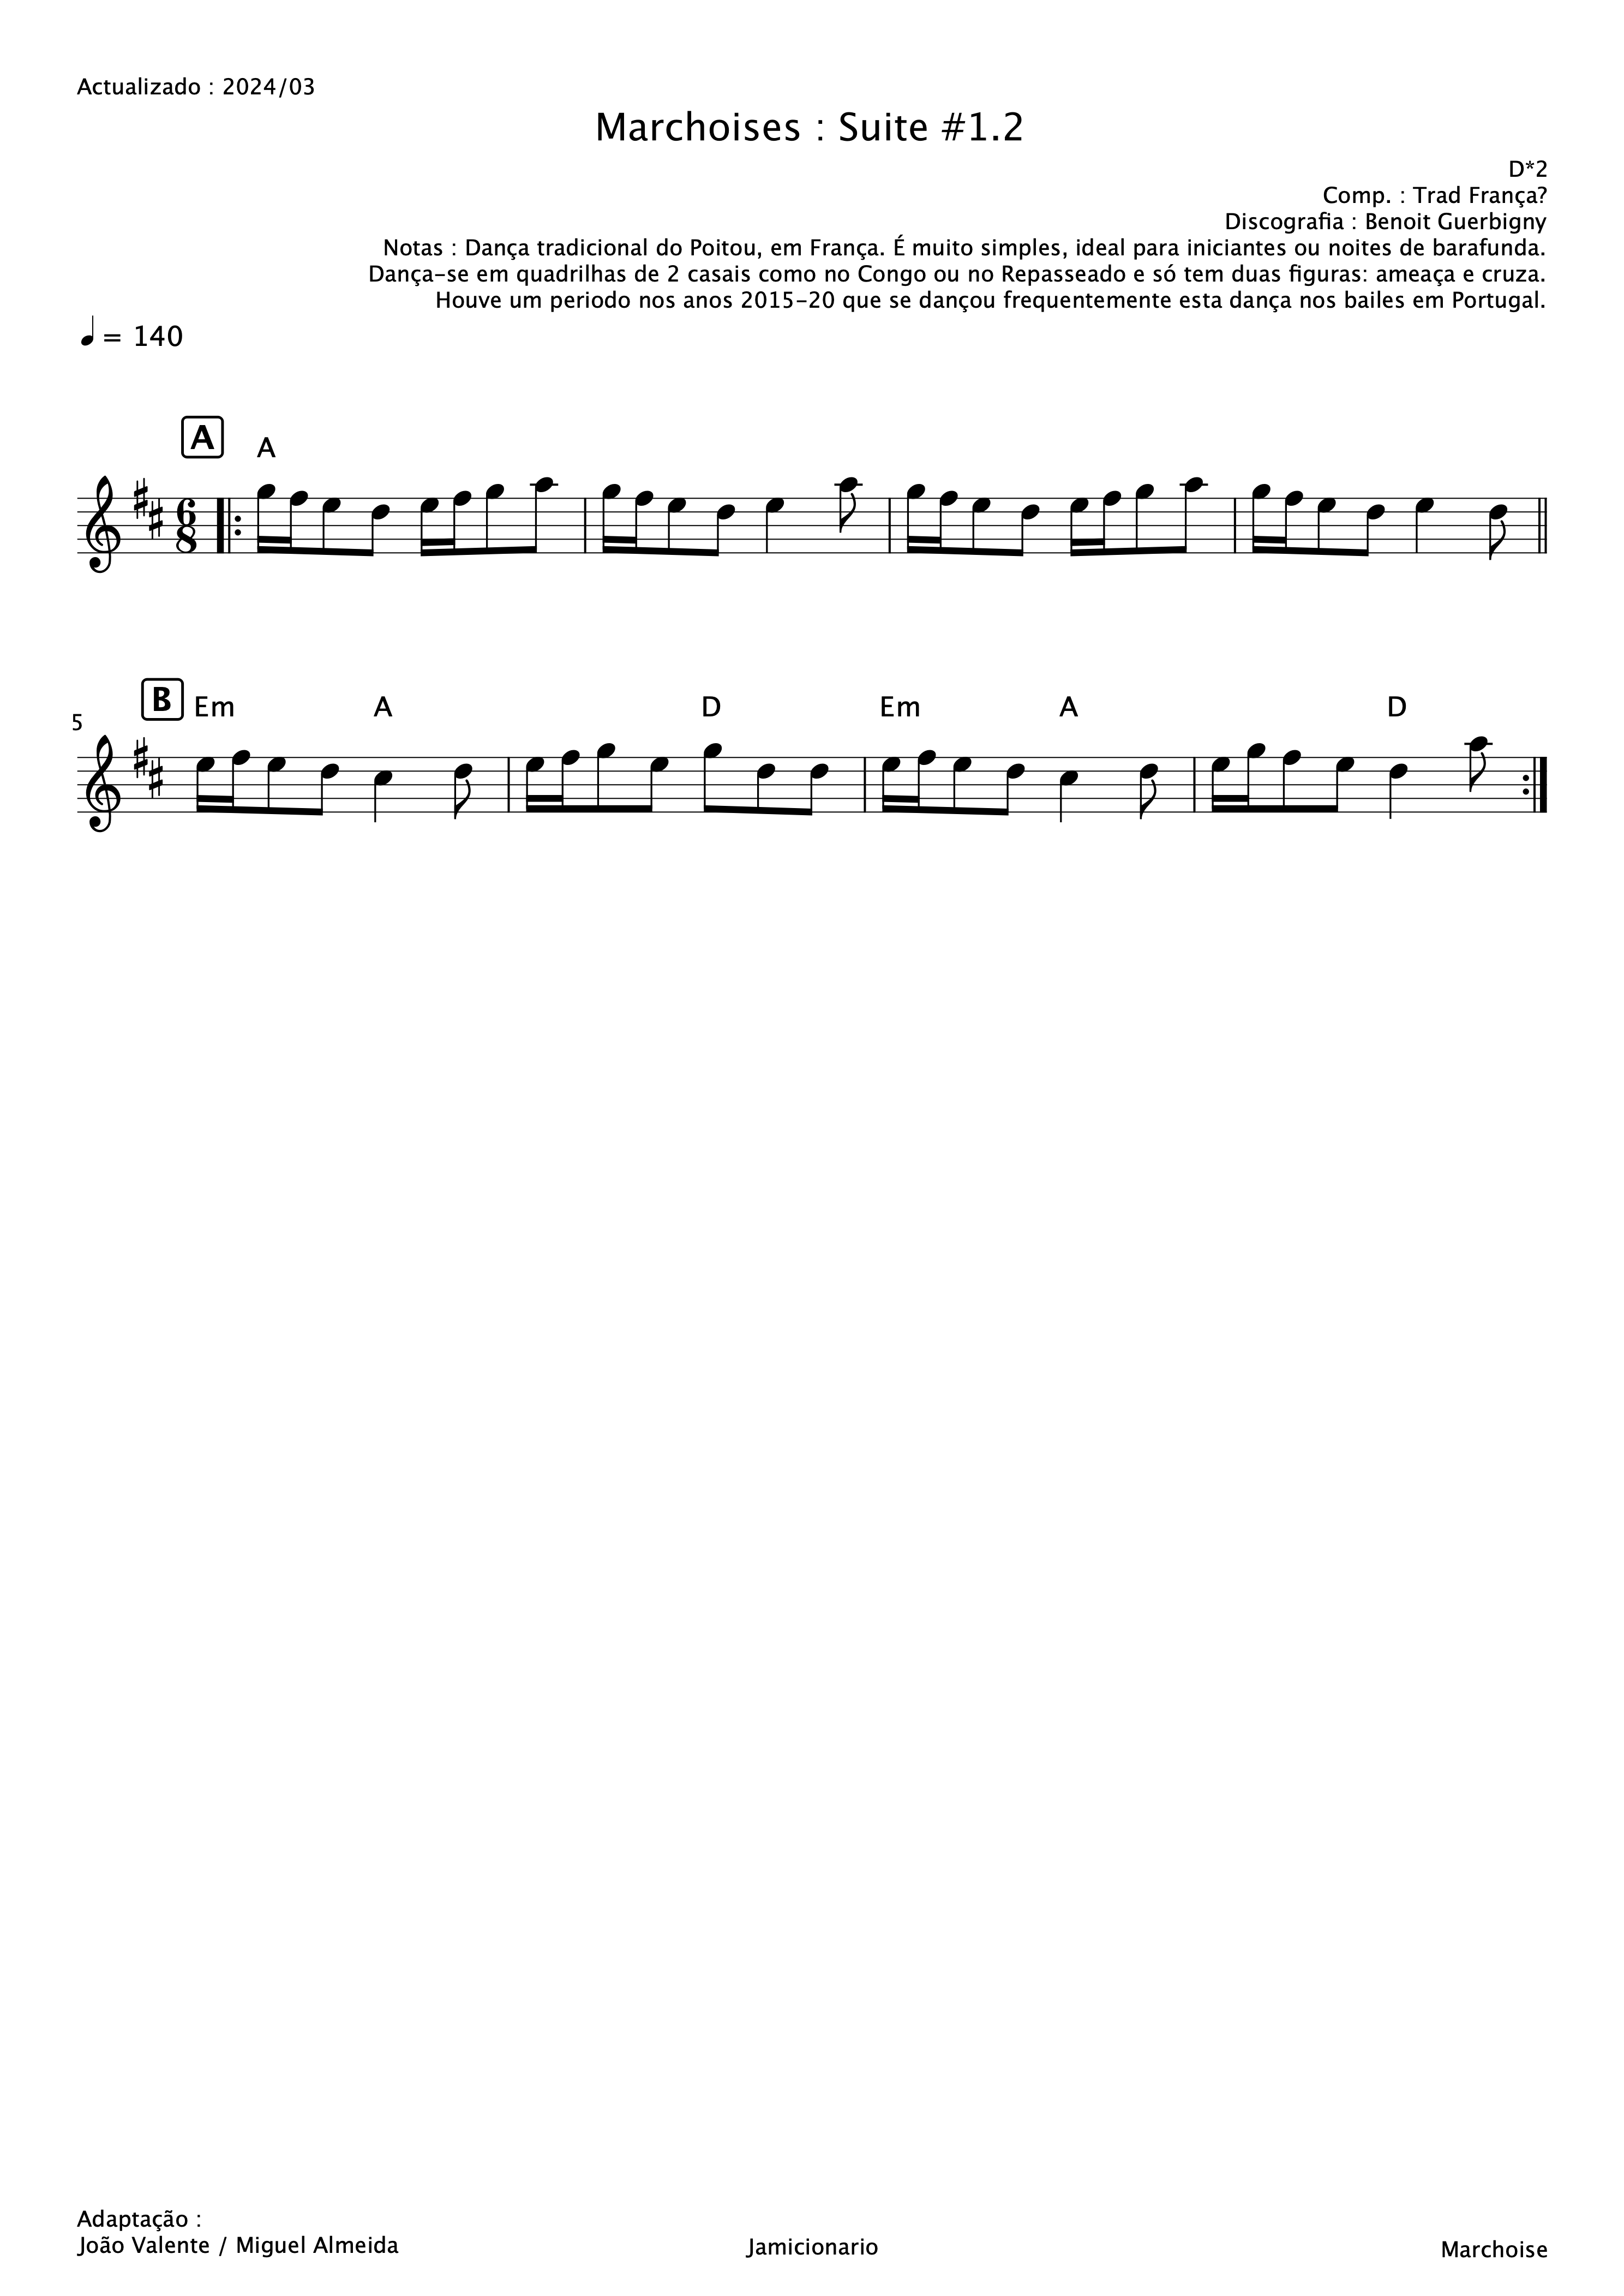 Actualizado : 2024/03
Marchoises : Suite #1.2
D*2
Comp. : Trad França?
Discografia : Benoit Guerbigny
Notas : Dança tradicional do Poitou, em França. É muito simples, ideal para iniciantes ou noites de barafunda.
Dança-se em quadrilhas de 2 casais como no Congo ou no Repasseado e só tem duas figuras: ameaça e cruza.
Houve um periodo nos anos 2015-20 que se dançou frequentemente esta dança nos bailes em Portugal.
♩ = 140
A A
6
8
B Em A D Em A D
5
Adaptação :
João Valente / Miguel Almeida Jamicionario Marchoise